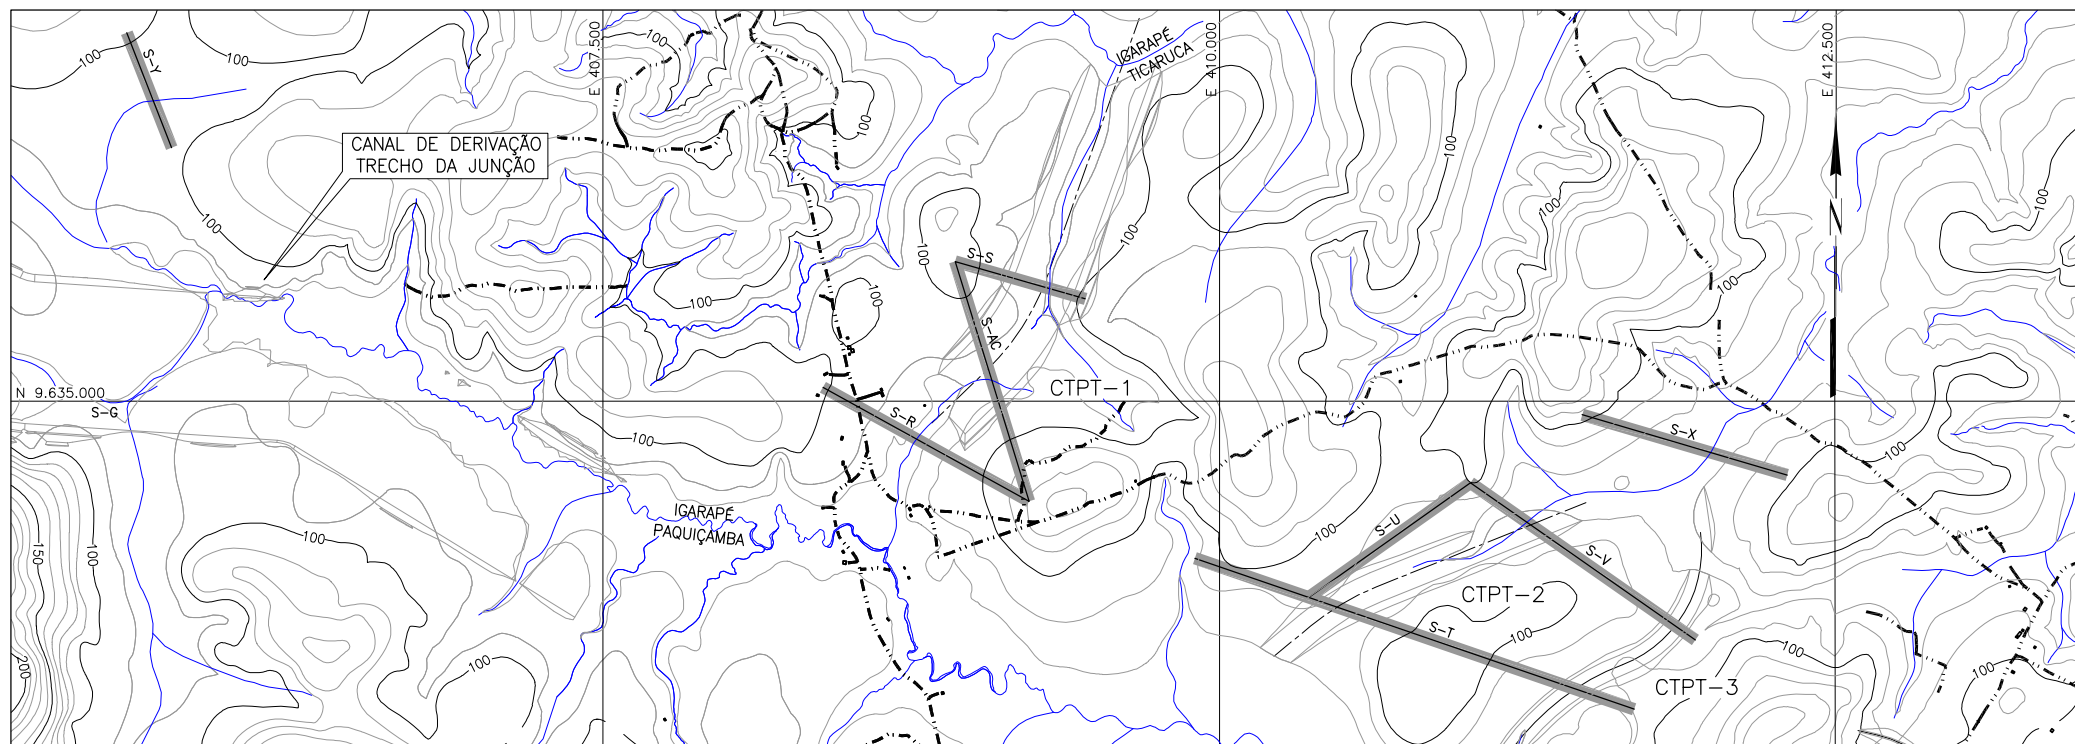 100
S-Y
100
E 407.500
100
IGARAPÉ
TICARUCA
E 410.000
E 412.500
CANAL DE DERIVAÇÃO
TRECHO DA JUNÇÃO
100
100
100
100
100
100
100
N
S-S
100
100
100
S-AC
N 9.635.000
S-G
CTPT-1
S-R
100
S-X
100
IGARAPÉ
PAQUIÇAMBA
100
150
100
100
S-U
S-V
CTPT-2
100
S-T
100
200
100
100
CTPT-3